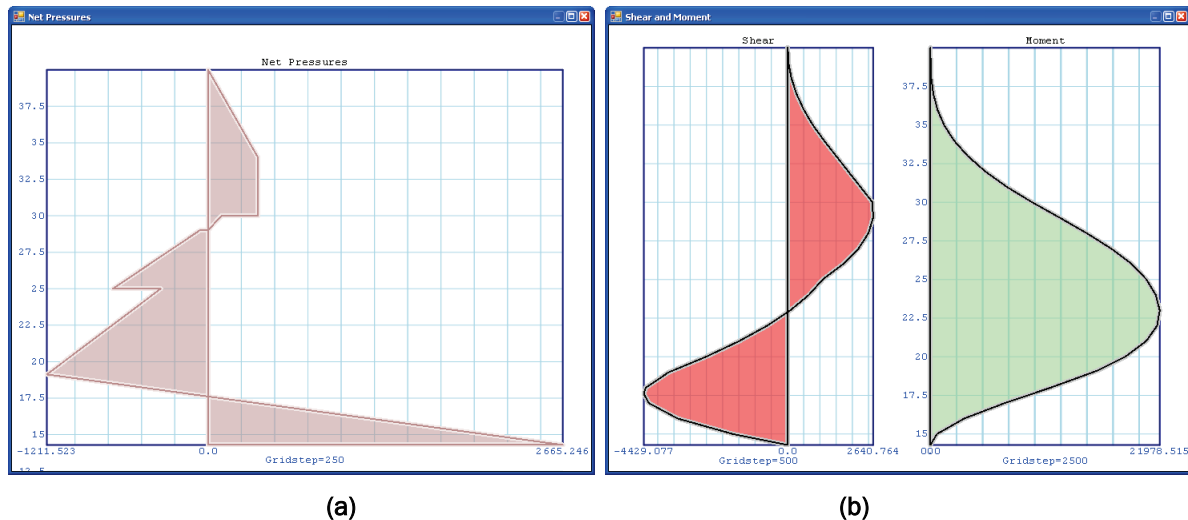 Net Pressures
Net Pressures
37.5
35
32.5
30
27.5
25
22.5
20
17.5
15
-1211.523
0.0
2665.246
Gridstep=250
(a)
Shear and Moment
Shear
-4429.077
0.0
2640.764
Gridstep=500
Moment
37.5
35
32.5
30
27.5
25
22.5
20
17.5
15
21978.515
Gridstep=2500
(b)